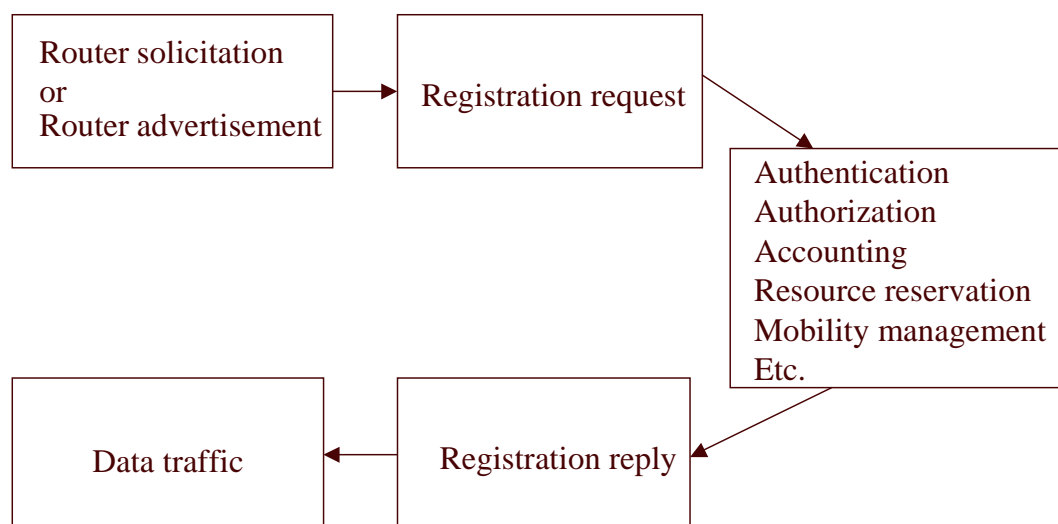 Router solicitation
or
Router advertisement
Registration request
Authentication
Authorization
Accounting
Resource reservation
Mobility management
Etc.
Registration reply
Data traffic